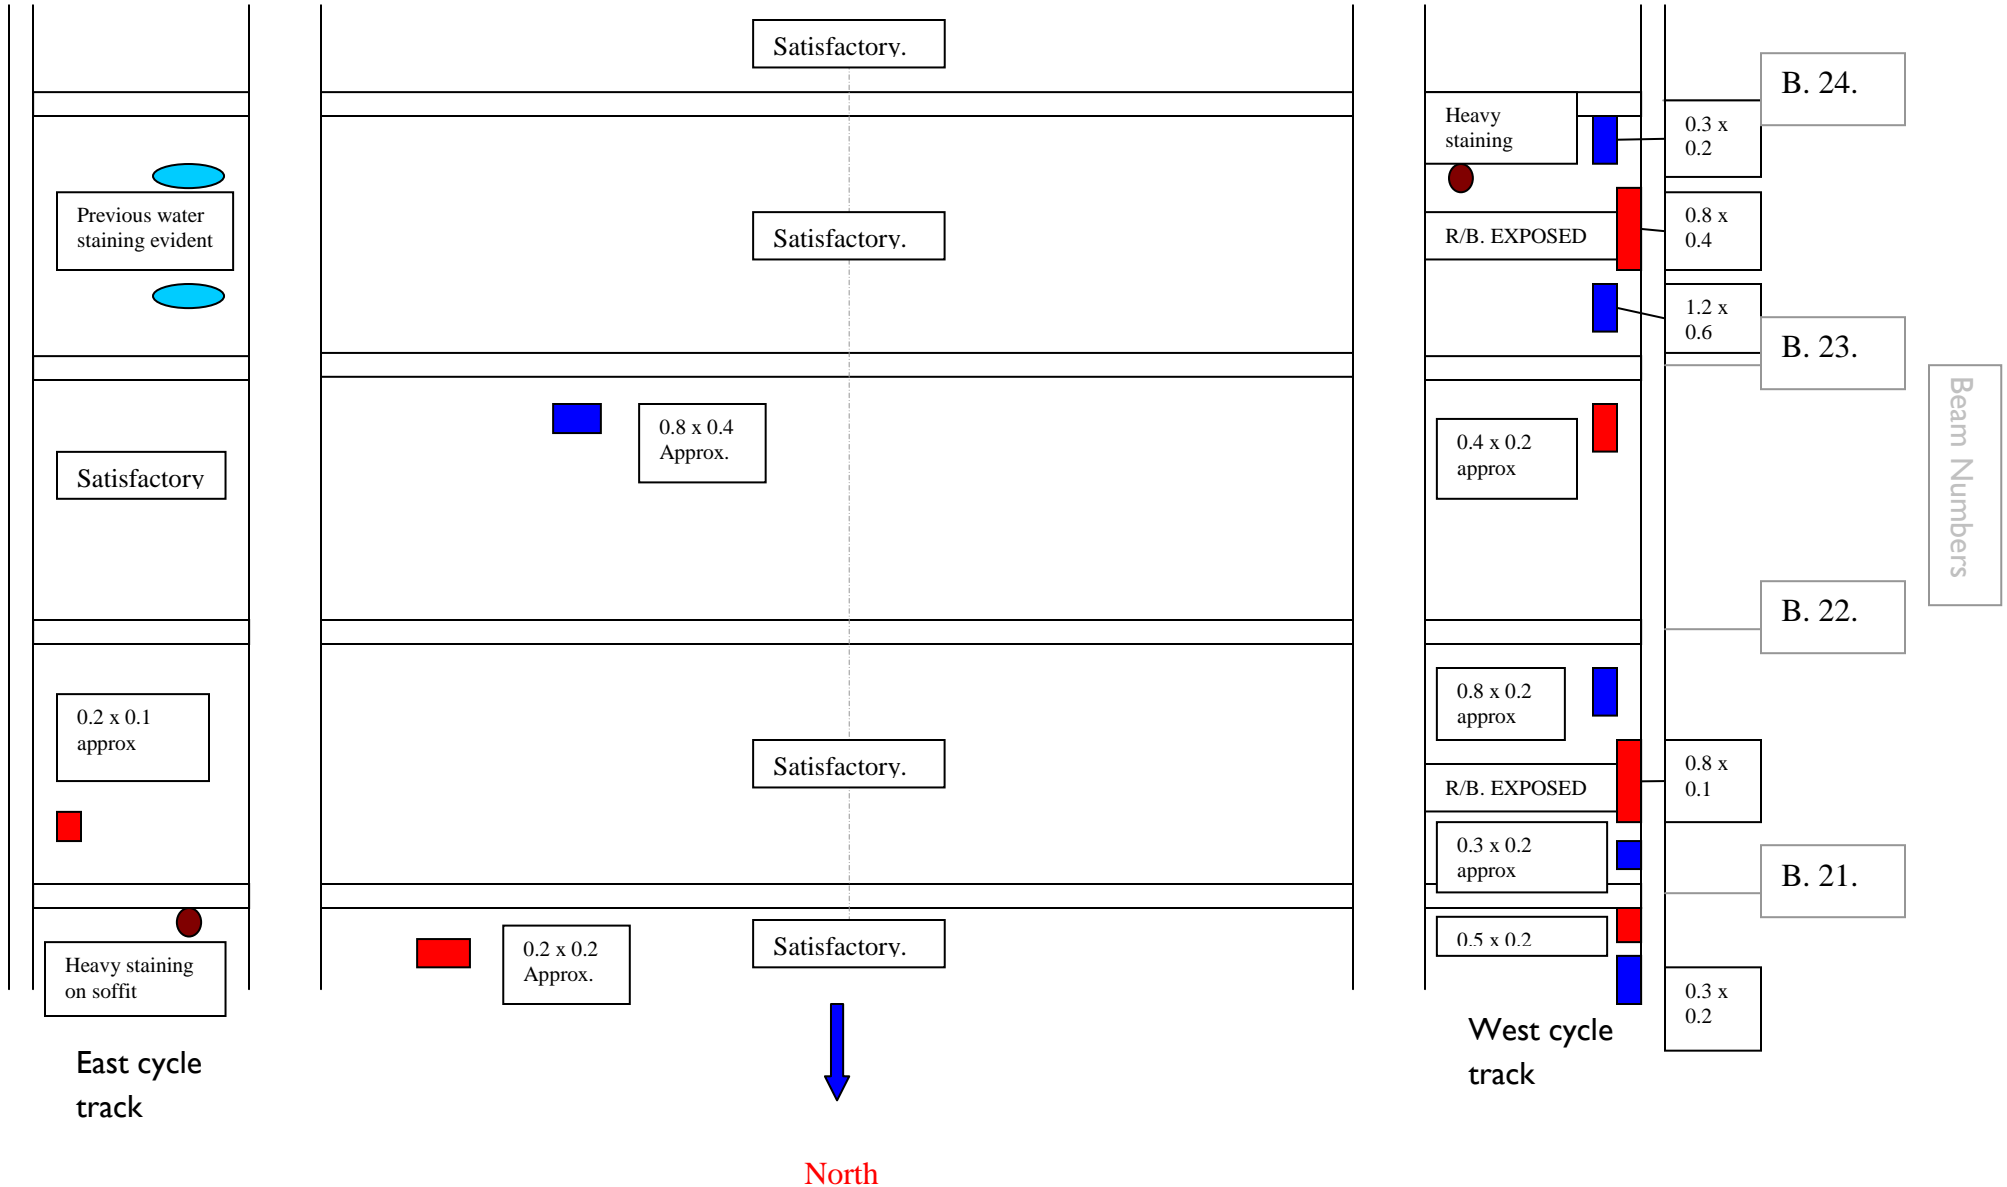 Satisfactory.
B. 24.
Heavy
staining
0.3 x
0.2
Previous water
staining evident
Satisfactory.
R/B. EXPOSED
0.8 x
0.4
1.2 x
0.6
B. 23.
Beam Numbers
0.8 x 0.4
Approx.
0.4 x 0.2
approx
Satisfactory
B. 22.
0.2 x 0.1
approx
0.8 x 0.2
approx
Satisfactory.
R/B. EXPOSED
0.8 x
0.1
0.3 x 0.2
approx
B. 21.
Heavy staining
on soffit
0.2 x 0.2
Approx.
Satisfactory.
0.5 x 0.2
0.3 x
0.2
East cycle
track
West cycle
track
North